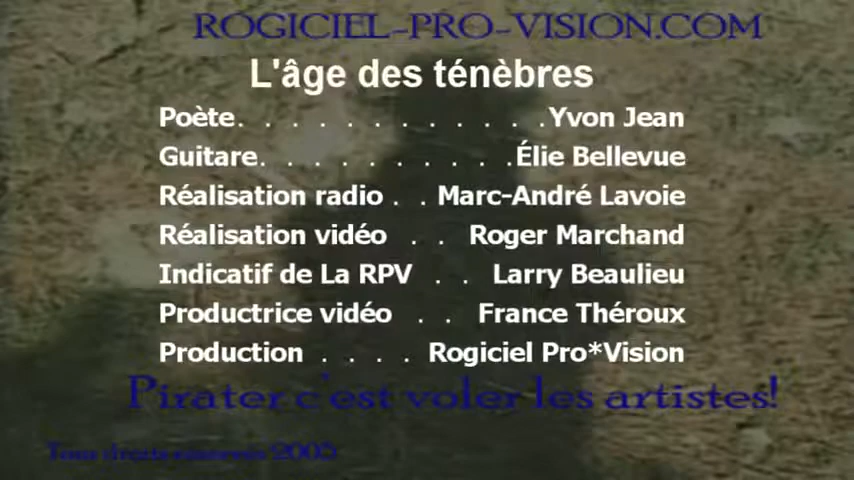 ROGICIEL-PRO-VISION.COM
L'âge des ténèbres
Poète. . . . . . . . . . . .Yvon Jean
Guitare. . . . . . . . . .Élie Bellevue
Réalisation radio . . Marc-André Lavoie
Réalisation vidéo . . Roger Marchand
Indicatif de La RPV . . Larry Beaulieu
Productrice vidéo . . France Théroux
Production . . . . Rogiciel Pro*Vision
Pirater c'est voler les artistes!
Tous droits réservés 2005